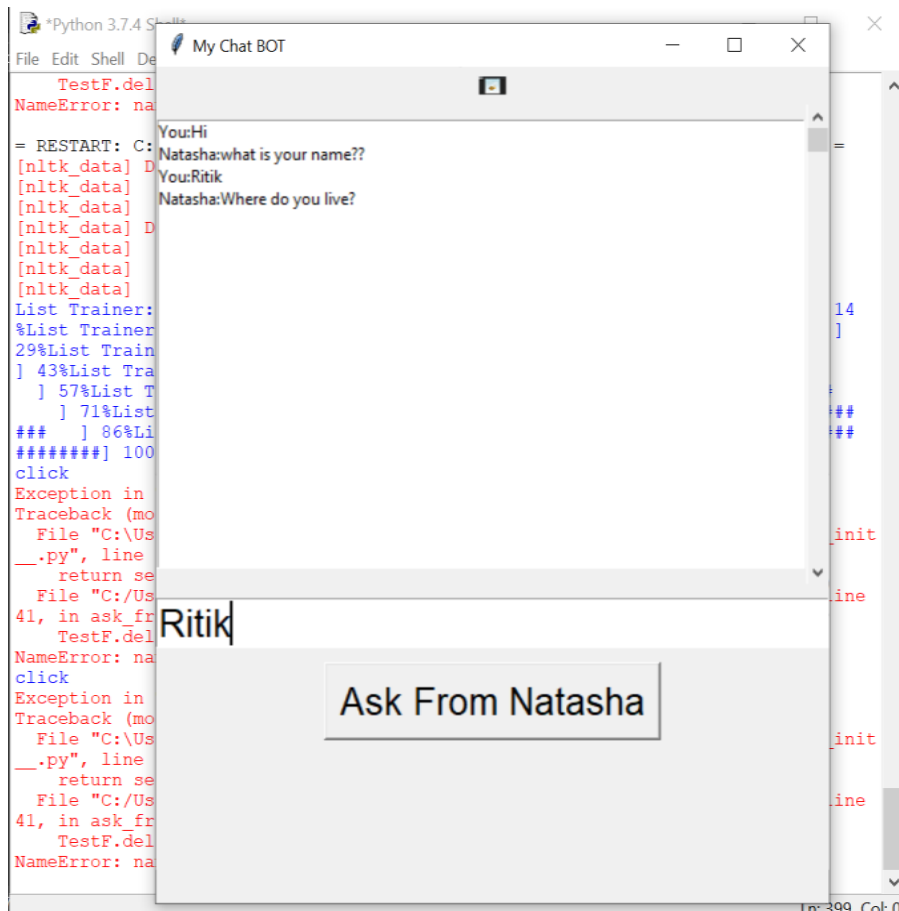 *Python 3.7.4 Shell*
My Chat BOT
File Edit Shell De
TestF.del
NameError: na
= RESTART: C: =
[nltk_data] D
[nltk_data]
[nltk_data]
[nltk_data] D
[nltk_data]
[nltk_data]
[nltk_data]
List Trainer: 14
%List Trainer ]
29%List Train
] 43%List Tra
] 57%List T #
] 71%List ##
### ] 86%Li ##
########] 100
click
Exception in
Traceback (mo
File "C:\Us _init
__.py", line
return se
File "C:/Us line
41, in ask_fr
TestF.del
NameError: na
click
Exception in
Traceback (mo
File "C:\Us _init
__.py", line
return se
File "C:/Us line
41, in ask_fr
TestF.del
NameError: na
You:Hi
Natasha:what is your name??
You:Ritik
Natasha:Where do you live?
Ritik
Ask From Natasha
Ln: 399 Col: 0